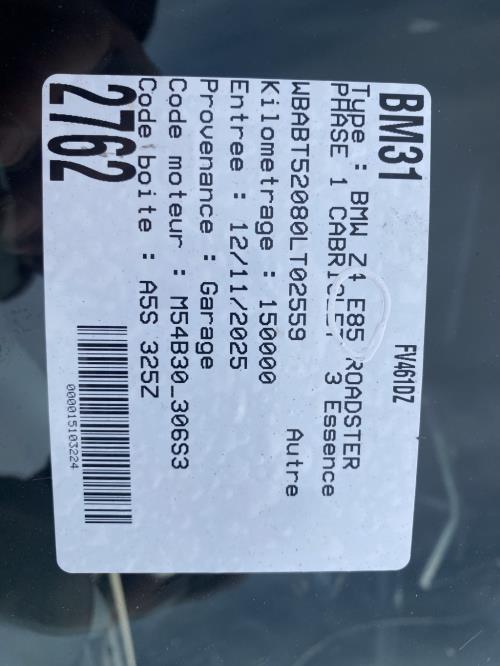 BM31
FV461DZ
Type : BMW Z4 E85 ROADSTER
PHASE 1 CABRIOLET 3 Essence
WBABT52080LT02559 Autre
Kilometrage : 150000
Entree : 12/11/2025
Provenance : Garage
Code moteur : M54B30_306S3
Code boite : A5S 325Z
2762
000015103224